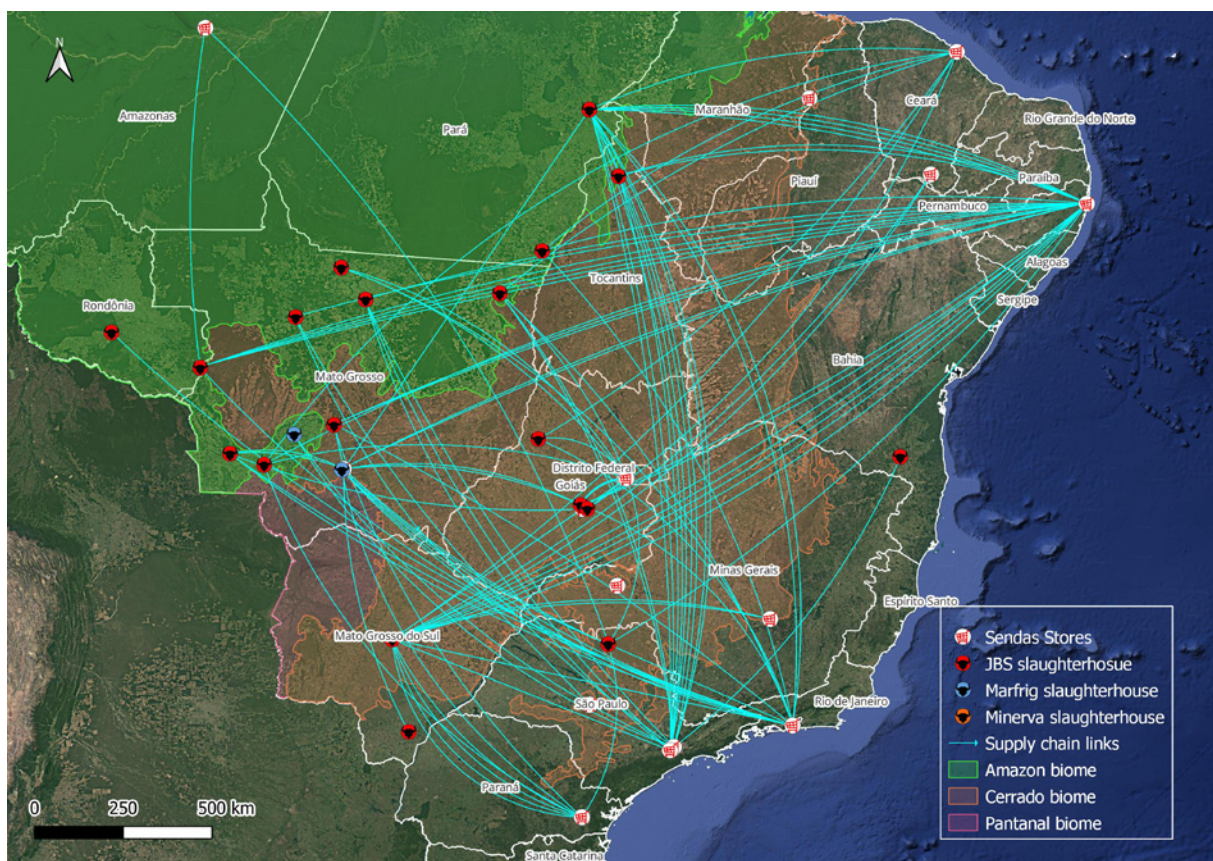 N
Amazonas
Pará
Maranhão
Ceará
Rio Grande do Norte
Piauí
Paraíba
Pernambuco
Alagoas
Sergipe
Tocantins
Rondônia
Bahia
Mato Grosso
Distrito Federal
Goiás
Minas Gerais
Espírito Santo
Mato Grosso do Sul
São Paulo
Rio de Janeiro
Paraná
Santa Catarina
0 250 500 km
Sendas Stores
JBS slaughterhosue
Marfrig slaughterhouse
Minerva slaughterhouse
Supply chain links
Amazon biome
Cerrado biome
Pantanal biome